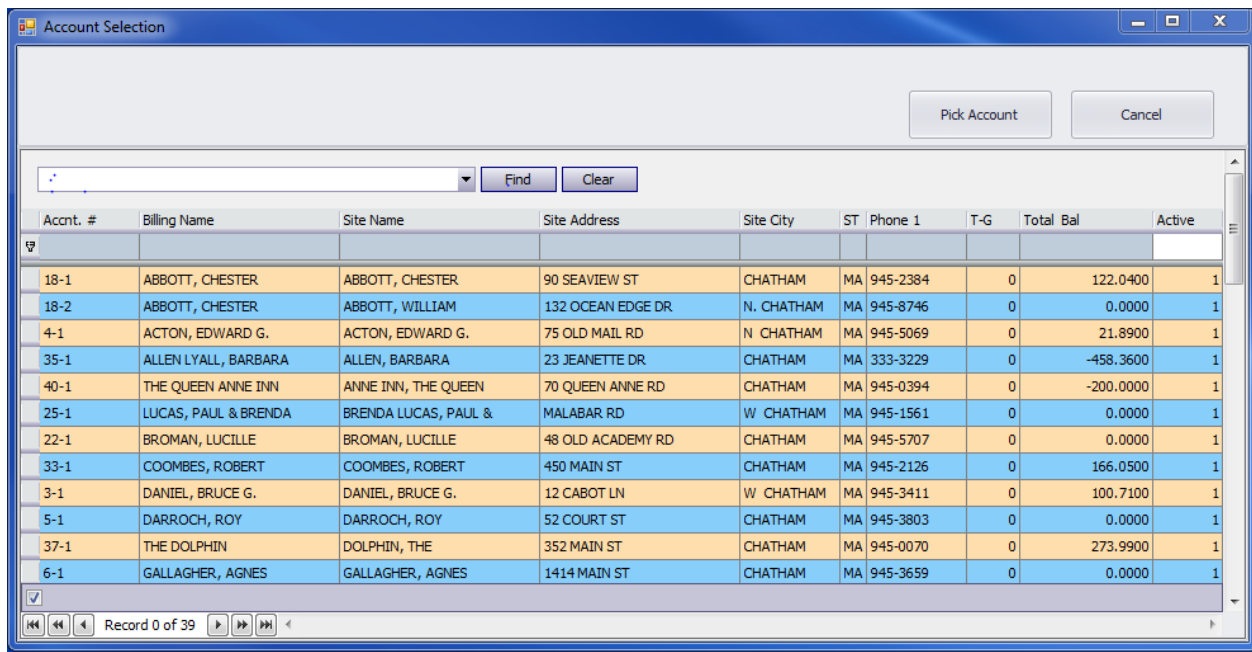 Account Selection
Pick Account Cancel
Find Clear
Accnt. # Billing Name Site Name Site Address Site City ST Phone 1 T-G Total Bal Active
18-1 ABBOTT, CHESTER ABBOTT, CHESTER 90 SEAVIEW ST CHATHAM MA 945-2384 0 122.0400 1
18-2 ABBOTT, CHESTER ABBOTT, WILLIAM 132 OCEAN EDGE DR N. CHATHAM MA 945-8746 0 0.0000 1
4-1 ACTON, EDWARD G. ACTON, EDWARD G. 75 OLD MAIL RD N CHATHAM MA 945-5069 0 21.8900 1
35-1 ALLEN LYALL, BARBARA ALLEN, BARBARA 23 JEANETTE DR CHATHAM MA 333-3229 0 -458.3600 1
40-1 THE QUEEN ANNE INN ANNE INN, THE QUEEN 70 QUEEN ANNE RD CHATHAM MA 945-0394 0 -200.0000 1
25-1 LUCAS, PAUL & BRENDA BRENDA LUCAS, PAUL & MALABAR RD W CHATHAM MA 945-1561 0 0.0000 1
22-1 BROMAN, LUCILLE BROMAN, LUCILLE 48 OLD ACADEMY RD CHATHAM MA 945-5707 0 0.0000 1
33-1 COOMBES, ROBERT COOMBES, ROBERT 450 MAIN ST CHATHAM MA 945-2126 0 166.0500 1
3-1 DANIEL, BRUCE G. DANIEL, BRUCE G. 12 CABOT LN W CHATHAM MA 945-3411 0 100.7100 1
5-1 DARROCH, ROY DARROCH, ROY 52 COURT ST CHATHAM MA 945-3803 0 0.0000 1
37-1 THE DOLPHIN DOLPHIN, THE 352 MAIN ST CHATHAM MA 945-0070 0 273.9900 1
6-1 GALLAGHER, AGNES GALLAGHER, AGNES 1414 MAIN ST CHATHAM MA 945-3659 0 0.0000 1
Record 0 of 39